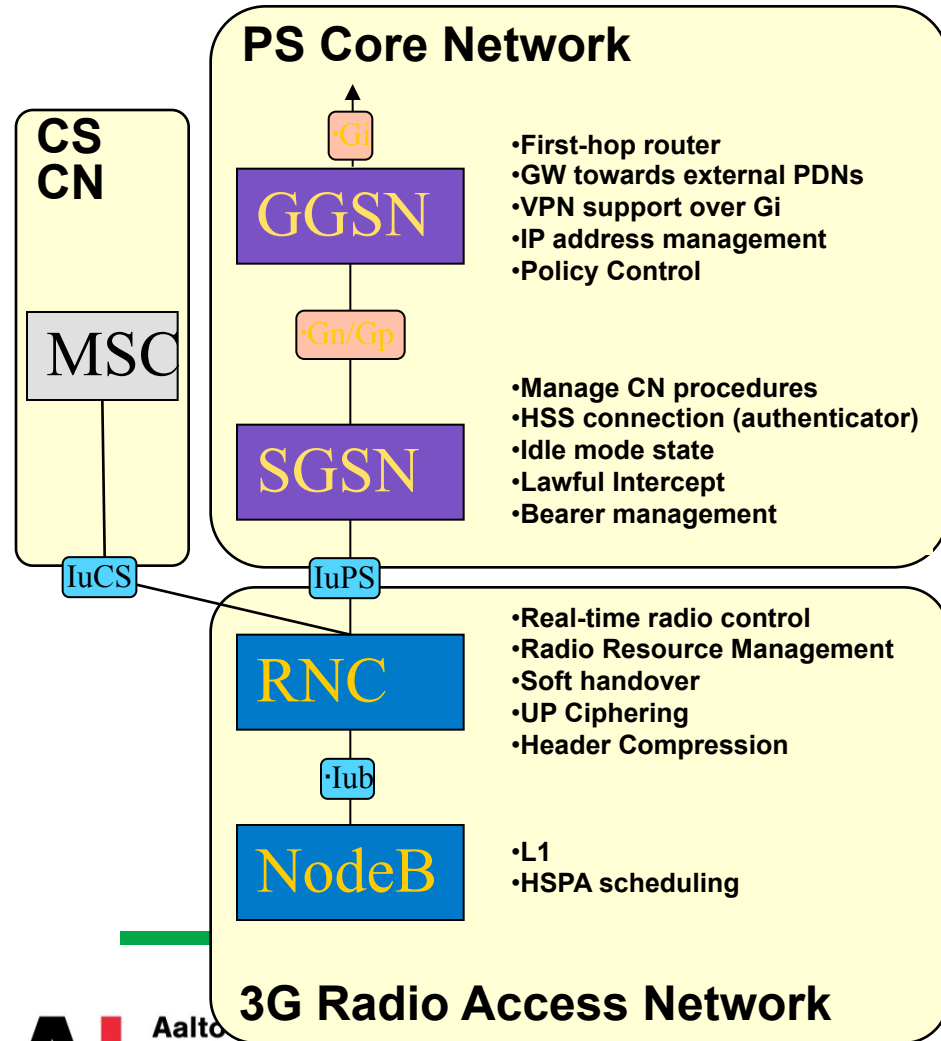 PS Core Network
CS
CN
·Gi
GGSN
•First-hop router
•GW towards external PDNs
•VPN support over Gi
•IP address management
•Policy Control
·Gn/Gp
MSC
SGSN
•Manage CN procedures
•HSS connection (authenticator)
•Idle mode state
•Lawful Intercept
•Bearer management
IuCS
IuPS
RNC
•Real-time radio control
•Radio Resource Management
•Soft handover
•UP Ciphering
•Header Compression
·Iub
NodeB
•L1
•HSPA scheduling
3G Radio Access Network
Aalto